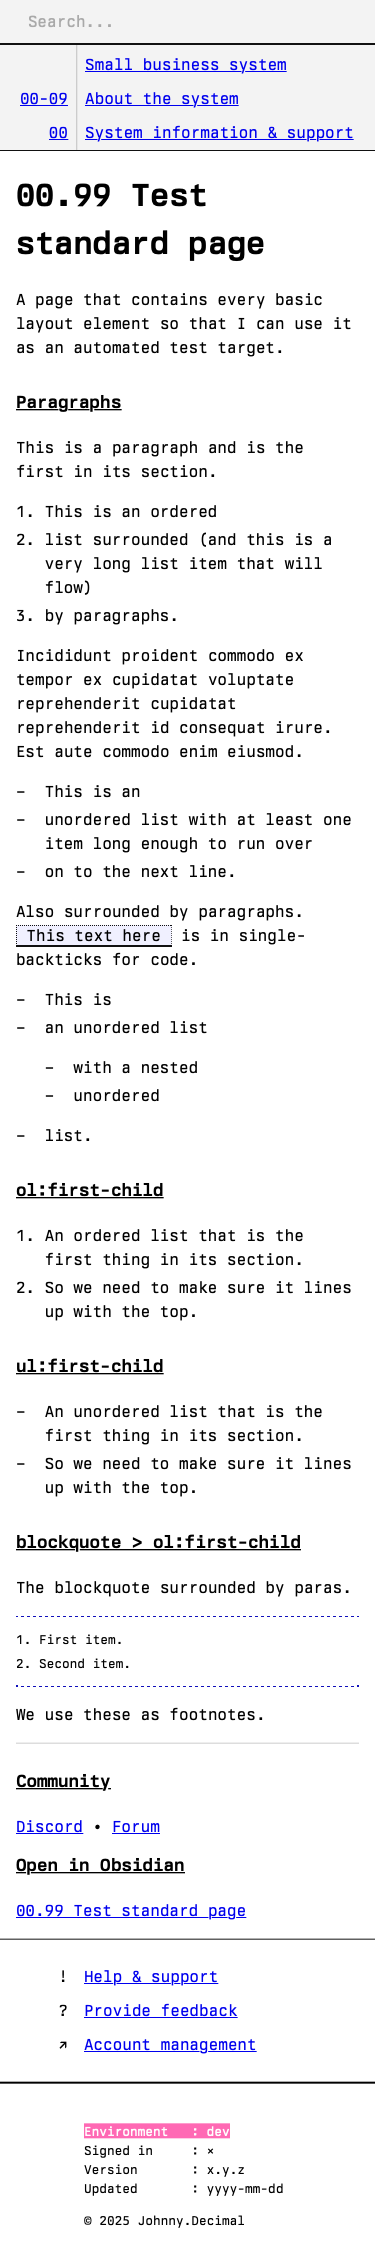 Search...
Small business system
00-09 About the system
00 System information & support
00.99 Test
standard page
A page that contains every basic
layout element so that I can use it
as an automated test target.
Paragraphs
This is a paragraph and is the
first in its section.
1. This is an ordered
2. list surrounded (and this is a
very long list item that will
flow)
3. by paragraphs.
Incididunt proident commodo ex
tempor ex cupidatat voluptate
reprehenderit cupidatat
reprehenderit id consequat irure.
Est aute commodo enim eiusmod.
– This is an
– unordered list with at least one
item long enough to run over
– on to the next line.
Also surrounded by paragraphs.
This text here is in single-
backticks for code.
– This is
– an unordered list
– with a nested
– unordered
– list.
ol:first-child
1. An ordered list that is the
first thing in its section.
2. So we need to make sure it lines
up with the top.
ul:first-child
– An unordered list that is the
first thing in its section.
– So we need to make sure it lines
up with the top.
blockquote > ol:first-child
The blockquote surrounded by paras.
1. First item.
2. Second item.
We use these as footnotes.
Community
Discord • Forum
Open in Obsidian
00.99 Test standard page
! Help & support
? Provide feedback
↗ Account management
Environment : dev
Signed in : ×
Version : x.y.z
Updated : yyyy-mm-dd
© 2025 Johnny.Decimal